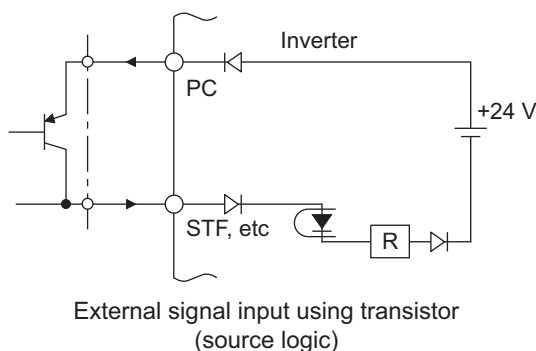 Inverter
PC
+24 V
STF, etc
R
External signal input using transistor
(source logic)